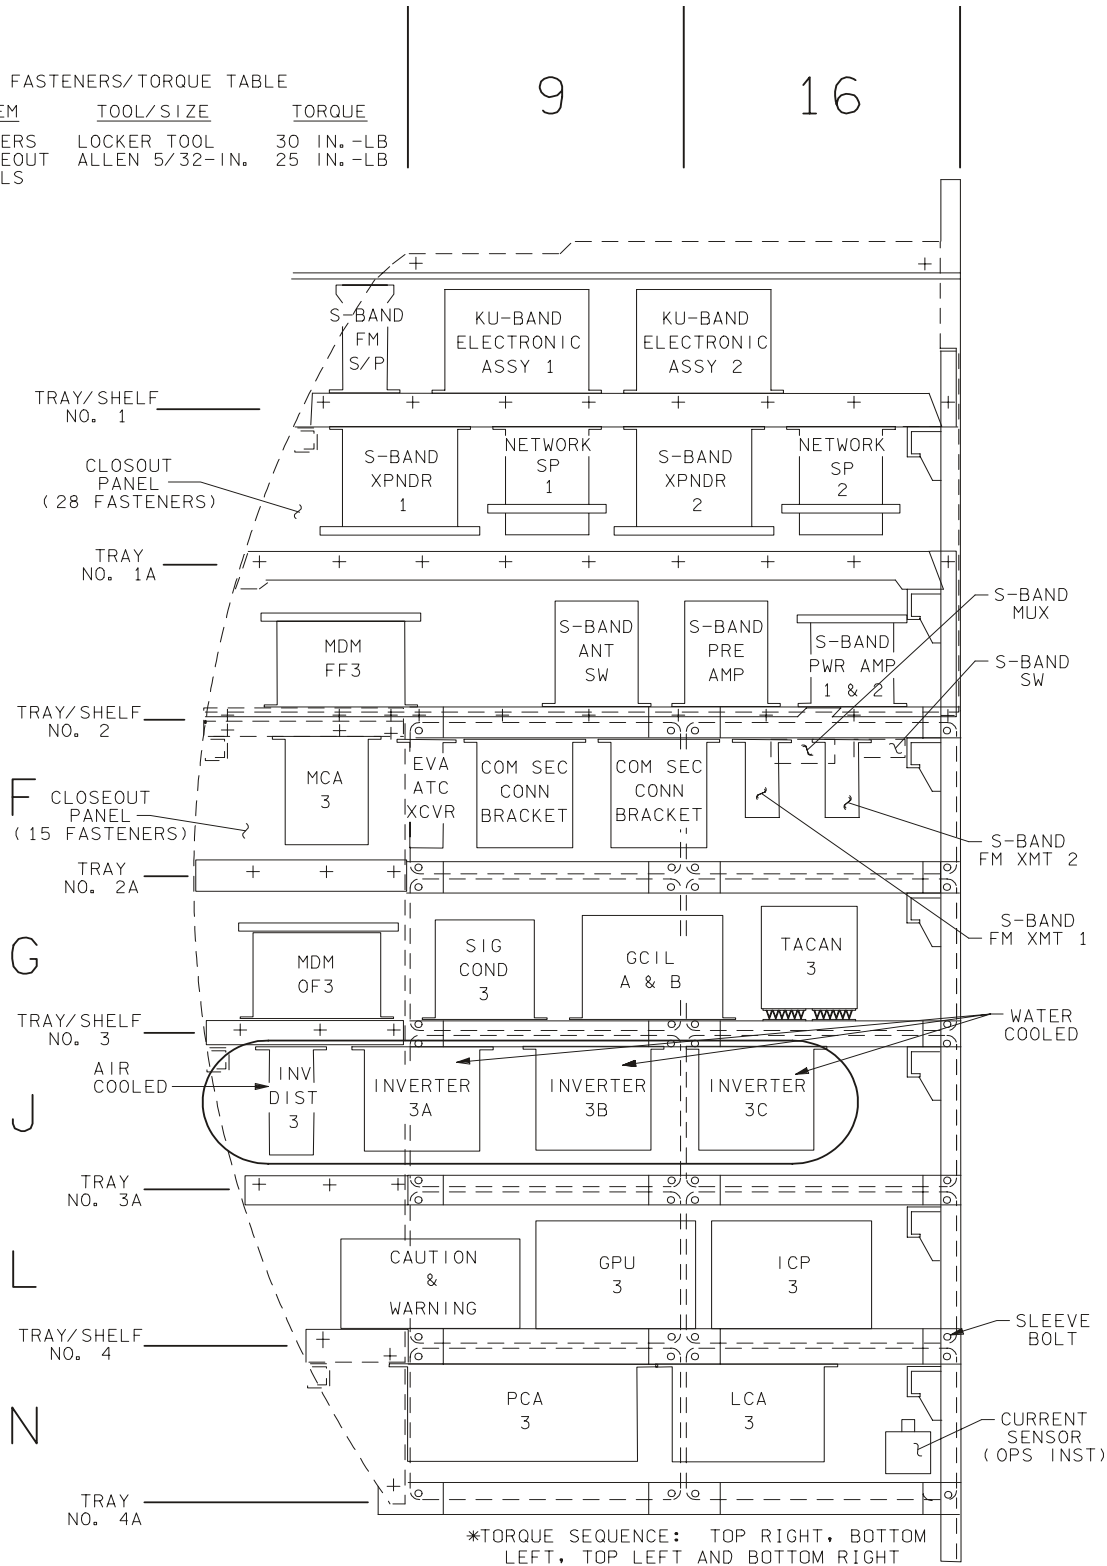 9
16
FASTENERS/TORQUE TABLE
EM TOOL/SIZE TORQUE
ERS LOCKER TOOL 30 IN.-LB
EOUT ALLEN 5/32-IN. 25 IN.-LB
LS
S-BAND
FM
S/P
KU-BAND
ELECTRONIC
ASSY 1
KU-BAND
ELECTRONIC
ASSY 2
TRAY/SHELF
NO. 1
S-BAND
XPNDR
1
NETWORK
SP
1
S-BAND
XPNDR
2
NETWORK
SP
2
CLOSOUT
PANEL
(28 FASTENERS)
TRAY
NO. 1A
MDM
FF3
S-BAND
ANT
SW
S-BAND
PRE
AMP
S-BAND
PWR AMP
1 & 2
S-BAND
MUX
S-BAND
SW
TRAY/SHELF
NO. 2
F
MCA
3
EVA
ATC
XCVR
COM SEC
CONN
BRACKET
COM SEC
CONN
BRACKET
CLOSEOUT
PANEL
(15 FASTENERS)
S-BAND
FM XMT 2
TRAY
NO. 2A
S-BAND
FM XMT 1
G
MDM
OF3
SIG
COND
3
GCIL
A & B
TACAN
3
TRAY/SHELF
NO. 3
WATER
COOLED
AIR
COOLED
J
INV
DIST
3
INVERTER
3A
INVERTER
3B
INVERTER
3C
TRAY
NO. 3A
L
CAUTION
&
WARNING
GPU
3
ICP
3
TRAY/SHELF
NO. 4
SLEEVE
BOLT
N
PCA
3
LCA
3
CURRENT
SENSOR
(OPS INST)
TRAY
NO. 4A
*TORQUE SEQUENCE: TOP RIGHT, BOTTOM
LEFT, TOP LEFT AND BOTTOM RIGHT